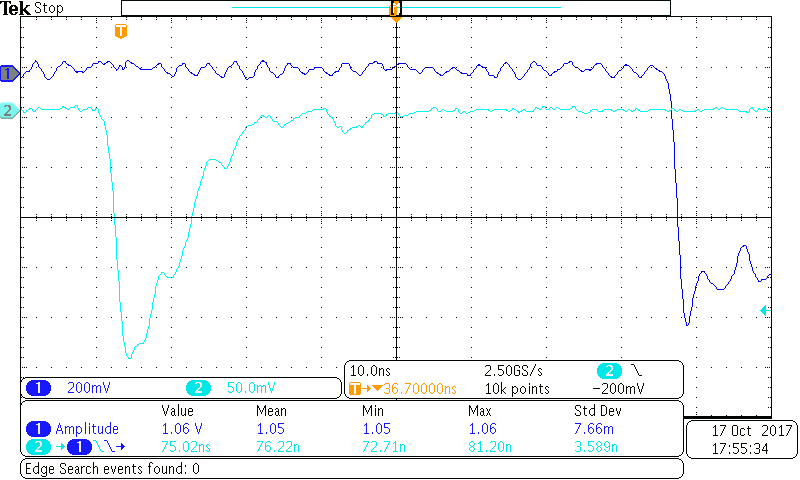 Tek Stop
T
1
2
1 200mV 2 50.0mV
10.0ns 2.50GS/s 2
T→▼36.70000ns 10k points −200mV
Value Mean Min Max Std Dev
1 Amplitude 1.06 V 1.05 1.05 1.06 7.66m
2 → 1 → 75.02ns 76.22n 72.71n 81.20n 3.589n
17 Oct 2017
17:55:34
Edge Search events found: 0